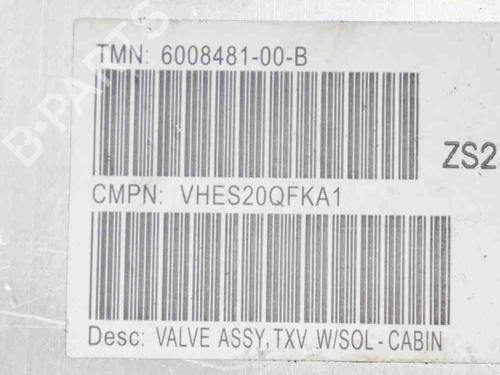 TMN: 6008481-00-B
ZS2
CMPN: VHES20QFKA1
Desc: VALVE ASSY, TXV W/SOL-CABIN
B-PARTS